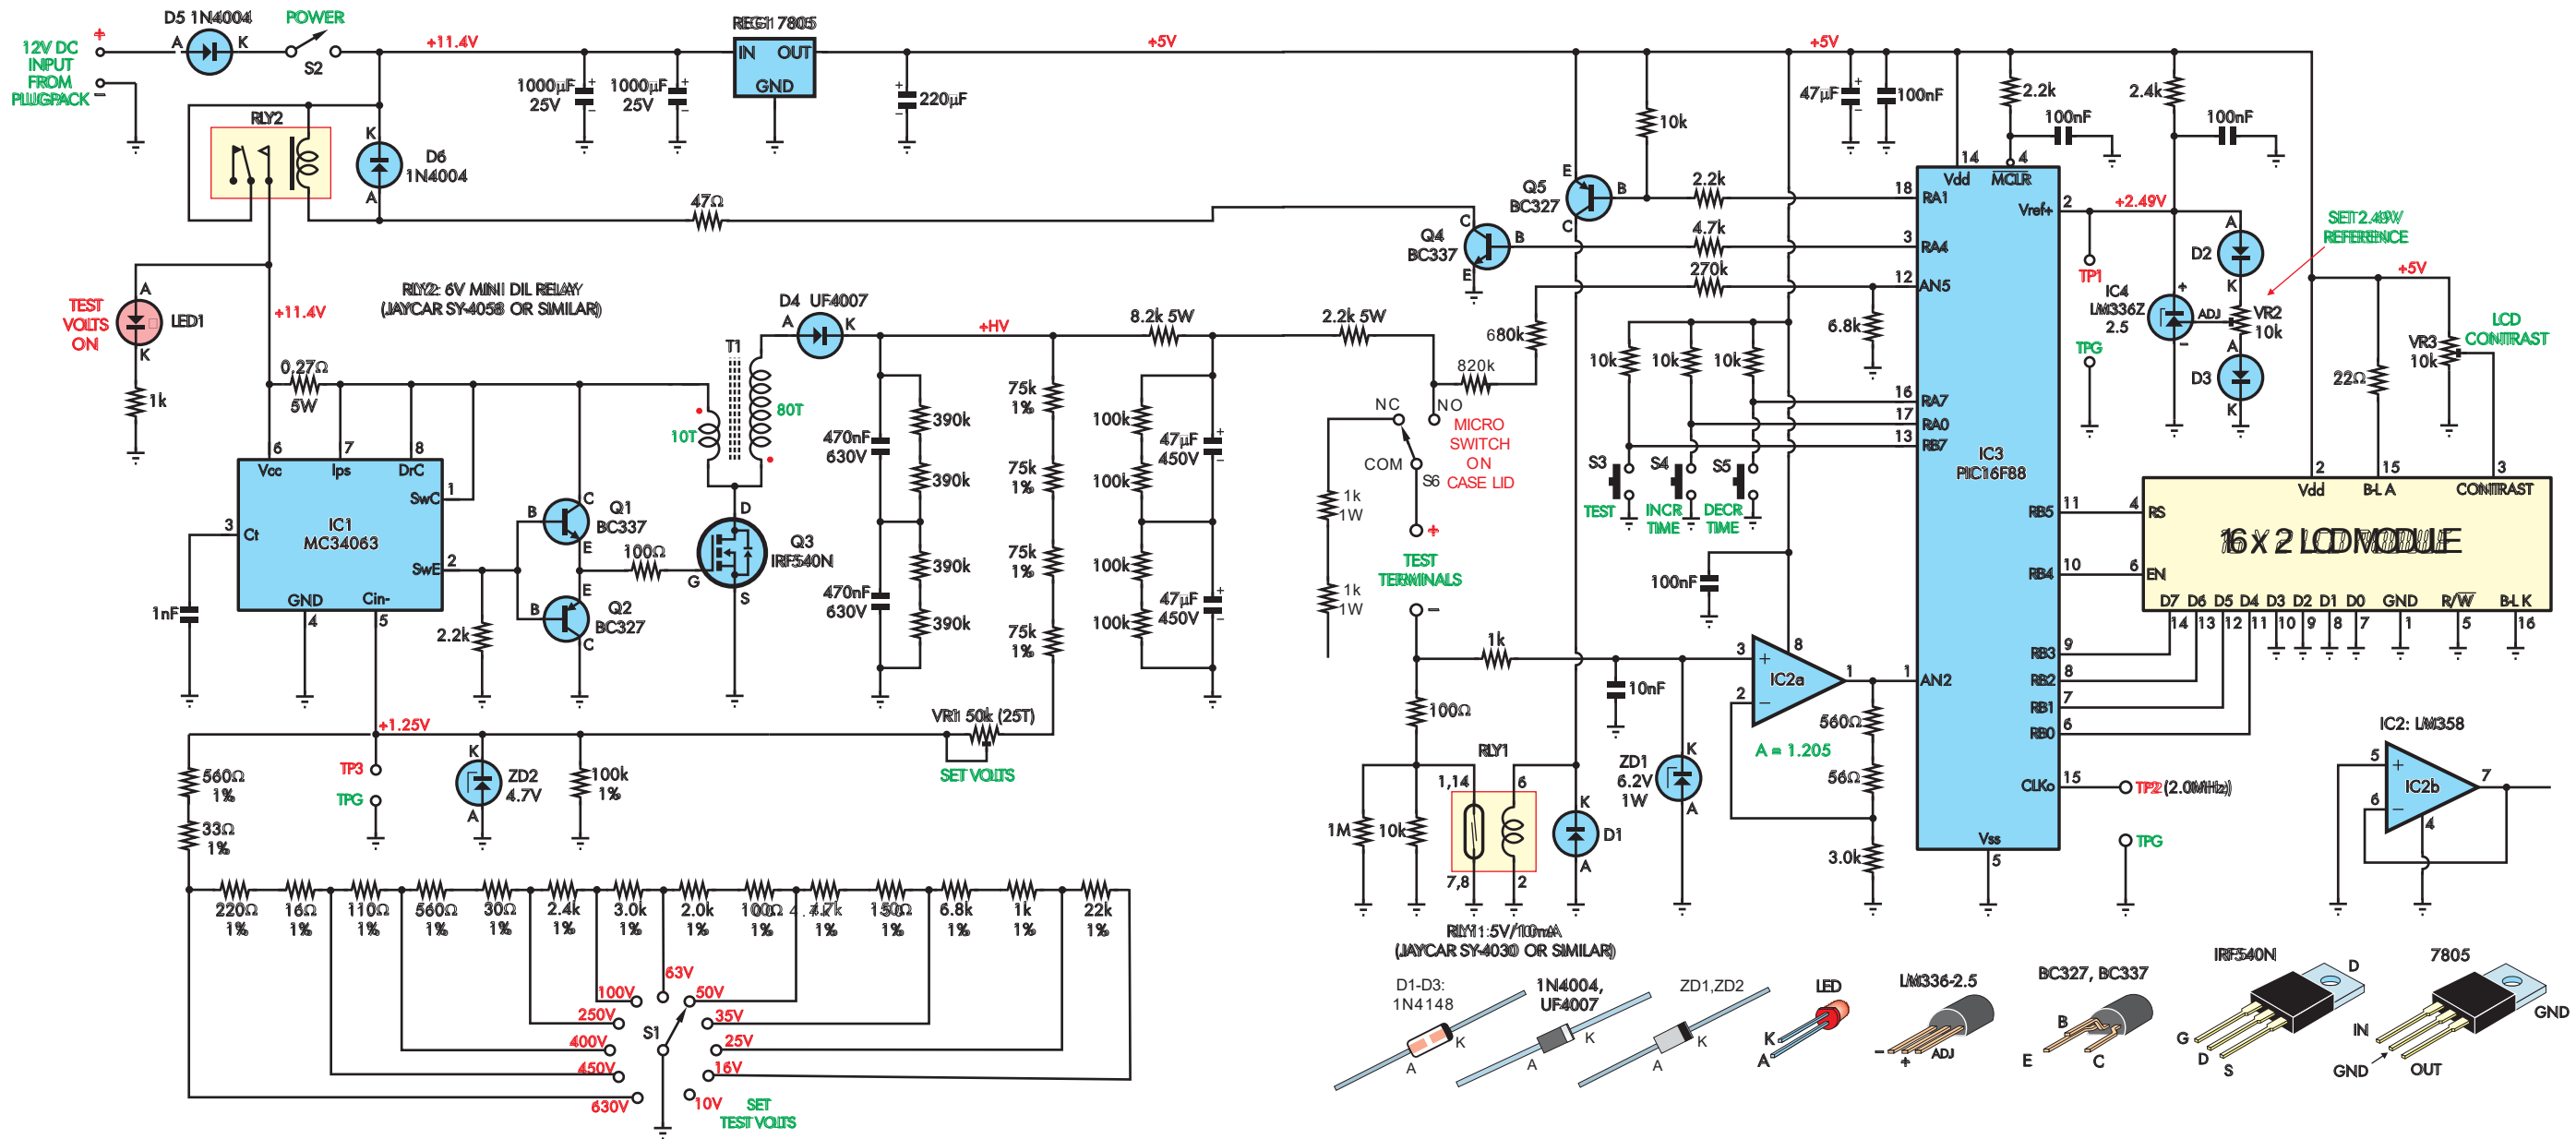 D5 1N4004
POWER
REG1 7805
12V DC
INPUT
FROM
PLUGPACK
+
−
A
K
S2
+11.4V
IN
OUT
GND
+5V
+5V
1000µF
25V
1000µF
25V
220µF
47µF
100nF
2.2k
100nF
2.4k
100nF
10k
RLY2
K
D6
1N4004
A
47Ω
Q5
BC327
E
B
C
2.2k
18
RA1
14
Vdd
4
MCLR
Vref+
2
+2.49V
SET 2.49V
REFERENCE
Q4
BC337
C
B
E
4.7k
3
RA4
270k
12
AN5
TP1
TPG
A
D2
K
IC4
LM336Z
2.5
+
−
ADJ
VR2
10k
A
D3
K
+5V
VR3
10k
LCD
CONTRAST
22Ω
TEST
VOLTS
ON
A
LED1
K
1k
RLY2: 6V MINI DIL RELAY
(JAYCAR SY-4058 OR SIMILAR)
+11.4V
0.27Ω
5W
D4 UF4007
A
K
+HV
T1
10T
80T
8.2k 5W
2.2k 5W
680k
820k
6.8k
10k
10k
10k
16
RA7
17
RA0
13
RB7
NC
NO
COM
S6
MICRO
SWITCH
ON
CASE LID
S3
S4
S5
TEST
INCR
TIME
DECR
TIME
IC3
PIC16F88
6
Vcc
7
Ips
8
DrC
SwC
1
IC1
MC34063
3
Ct
SwE
2
GND
4
Cin-
5
1nF
2.2k
B
C
Q1
BC337
E
E
B
Q2
BC327
C
100Ω
G
D
Q3
IRF540N
S
470nF
630V
470nF
630V
390k
390k
390k
390k
75k
1%
75k
1%
75k
1%
75k
1%
100k
100k
100k
100k
47µF
450V
47µF
450V
1k
1W
1k
1W
+
TEST
TERMINALS
−
100nF
2
Vdd
15
B-L A
3
CONTRAST
16 x 2 LCD MODULE
RB5
11
4
RS
RB4
10
6
EN
D7
D6
D5
D4
D3
D2
D1
D0
GND
R/W
B-L K
14
13
12
11
10
9
8
7
1
5
16
RB3
9
RB2
8
RB1
7
RB0
6
CLKo
15
TP2 (2.0MHz)
TPG
Vss
5
1k
10nF
3
+
2
−
IC2a
8
1
1
AN2
A = 1.205
560Ω
56Ω
3.0k
100Ω
RLY1
1,14
6
7,8
2
1M
10k
K
D1
A
ZD1
6.2V
1W
K
A
IC2: LM358
5
+
6
−
IC2b
7
4
+1.25V
VR1 50k (25T)
SET VOLTS
TP3
TPG
K
ZD2
4.7V
A
100k
1%
560Ω
1%
33Ω
1%
220Ω
1%
16Ω
1%
110Ω
1%
560Ω
1%
30Ω
1%
2.4k
1%
3.0k
1%
2.0k
1%
100Ω
1%
4.7k
1%
150Ω
1%
6.8k
1%
1k
1%
22k
1%
63V
100V
50V
250V
35V
S1
400V
25V
450V
16V
630V
10V
SET
TEST VOLTS
RLY1: 5V/10mA
(JAYCAR SY-4030 OR SIMILAR)
D1-D3:
1N4148
A
K
1N4004,
UF4007
A
K
ZD1,ZD2
A
K
LED
K
A
LM336-2.5
−
+
ADJ
BC327, BC337
B
E
C
IRF540N
G
D
S
D
7805
IN
GND
OUT
GND